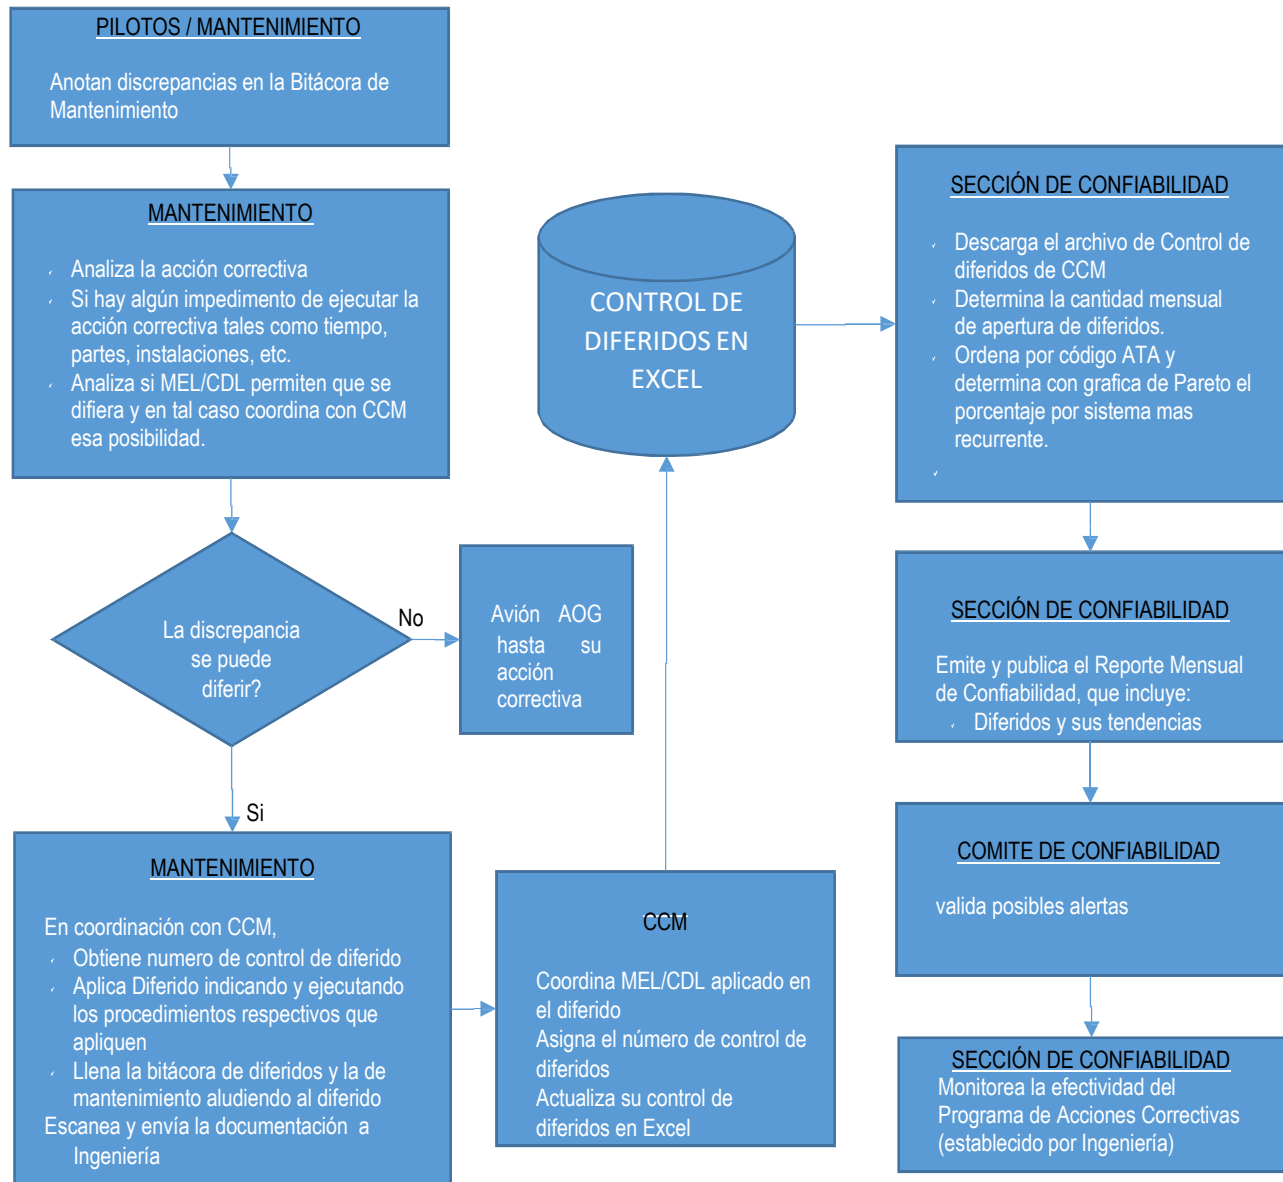 PILOTOS / MANTENIMIENTO
Anotan discrepancias en la Bitácora de
Mantenimiento
MANTENIMIENTO
Analiza la acción correctiva
Si hay algún impedimento de ejecutar la
acción correctiva tales como tiempo,
partes, instalaciones, etc.
Analiza si MEL/CDL permiten que se
difiera y en tal caso coordina con CCM
esa posibilidad.
La discrepancia
se puede
diferir?
No
Avión AOG
hasta su
acción
correctiva
Si
MANTENIMIENTO
En coordinación con CCM,
Obtiene numero de control de diferido
Aplica Diferido indicando y ejecutando
los procedimientos respectivos que
apliquen
Llena la bitácora de diferidos y la de
mantenimiento aludiendo al diferido
Escanea y envía la documentación a
Ingeniería
CCM
Coordina MEL/CDL aplicado en
el diferido
Asigna el número de control de
diferidos
Actualiza su control de
diferidos en Excel
CONTROL DE
DIFERIDOS EN
EXCEL
SECCIÓN DE CONFIABILIDAD
Descarga el archivo de Control de
diferidos de CCM
Determina la cantidad mensual
de apertura de diferidos.
Ordena por código ATA y
determina con grafica de Pareto el
porcentaje por sistema mas
recurrente.
SECCIÓN DE CONFIABILIDAD
Emite y publica el Reporte Mensual
de Confiabilidad, que incluye:
Diferidos y sus tendencias
COMITE DE CONFIABILIDAD
valida posibles alertas
SECCIÓN DE CONFIABILIDAD
Monitorea la efectividad del
Programa de Acciones Correctivas
(establecido por Ingeniería)